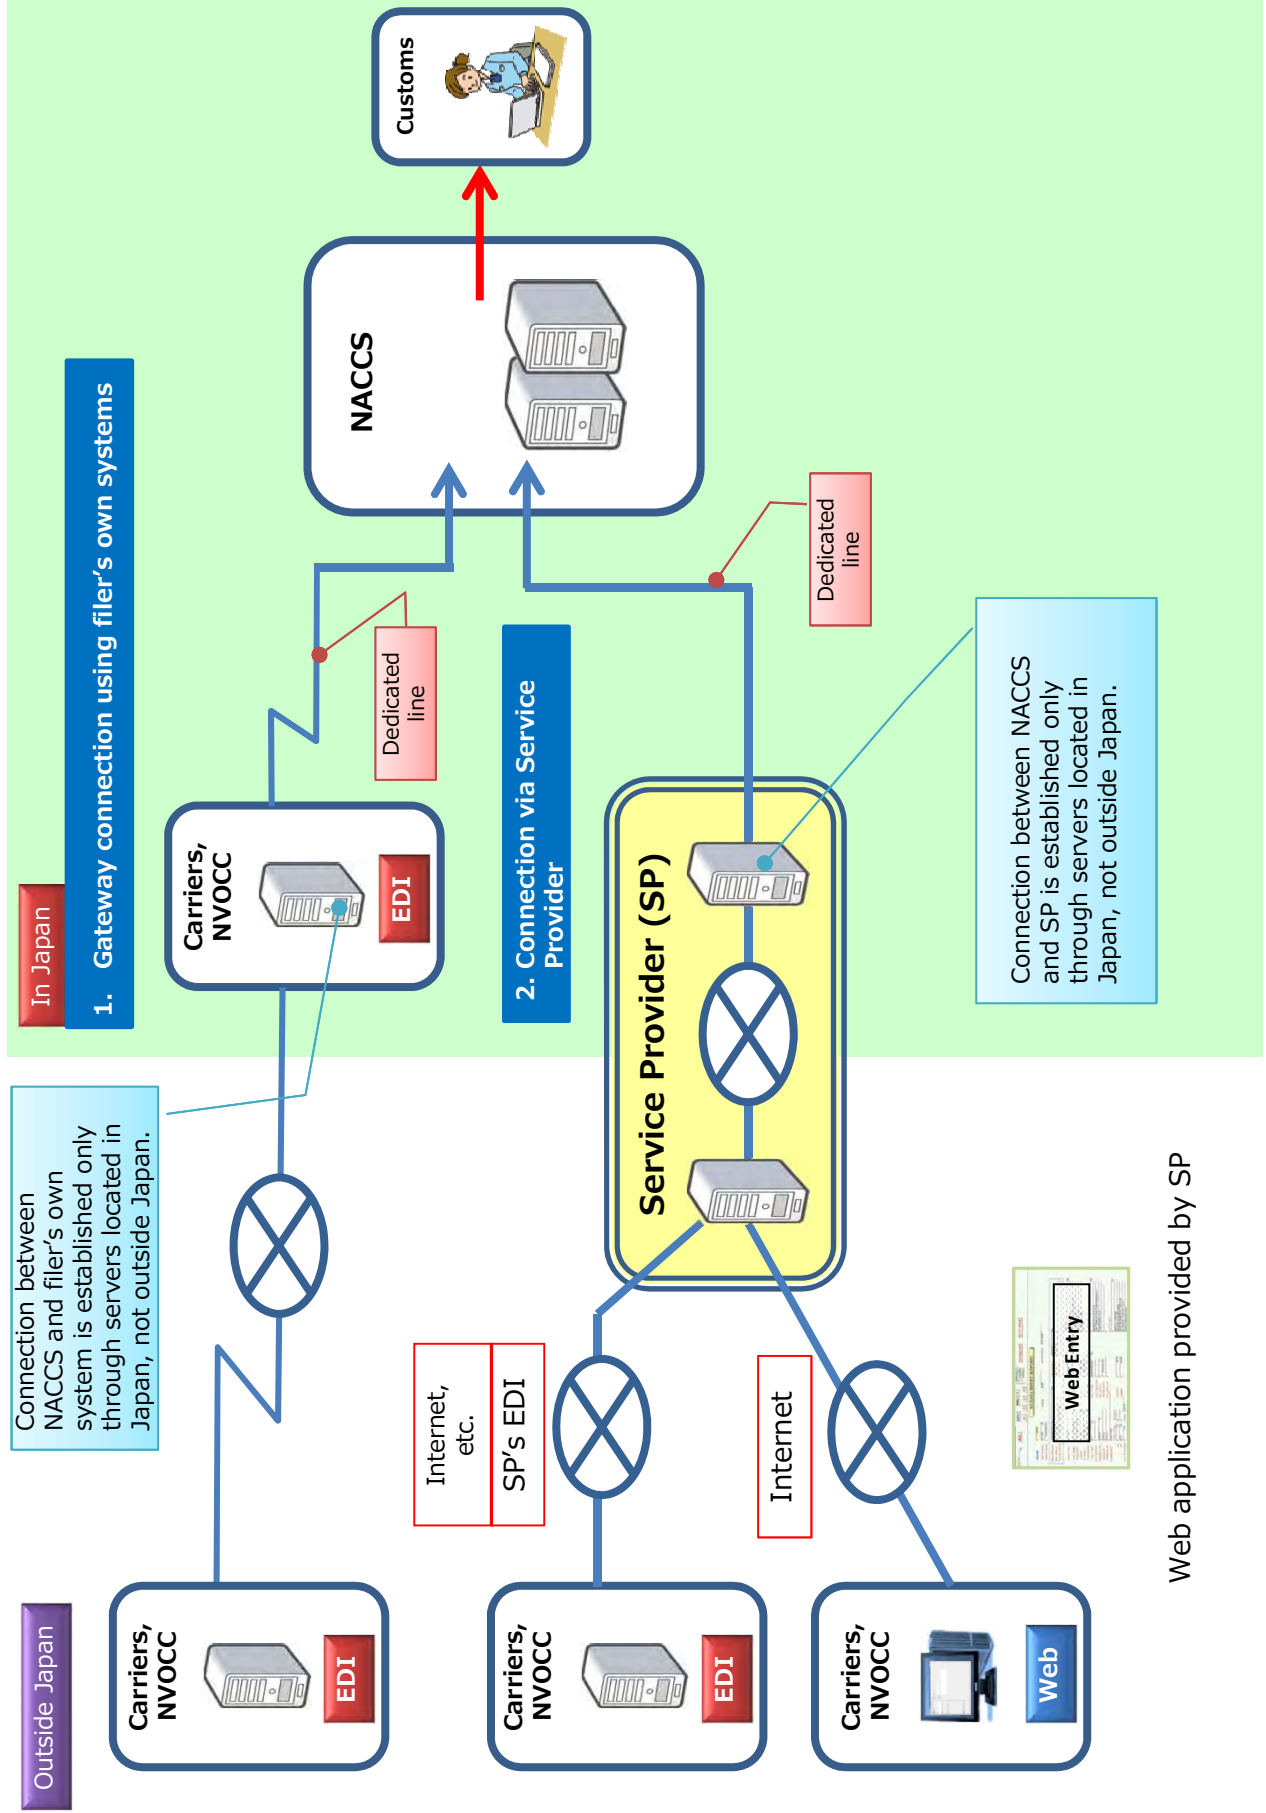 Outside Japan
In Japan
1. Gateway connection using filer's own systems
Connection between
NACCS and filer's own
system is established only
through servers located in
Japan, not outside Japan.
Carriers,
NVOCC
EDI
Carriers,
NVOCC
EDI
Dedicated
line
NACCS
Customs
2. Connection via Service
Provider
Carriers,
NVOCC
EDI
Internet,
etc.
SP's EDI
Service Provider (SP)
Dedicated
line
Carriers,
NVOCC
Web
Internet
Web Entry
Web application provided by SP
Connection between NACCS
and SP is established only
through servers located in
Japan, not outside Japan.